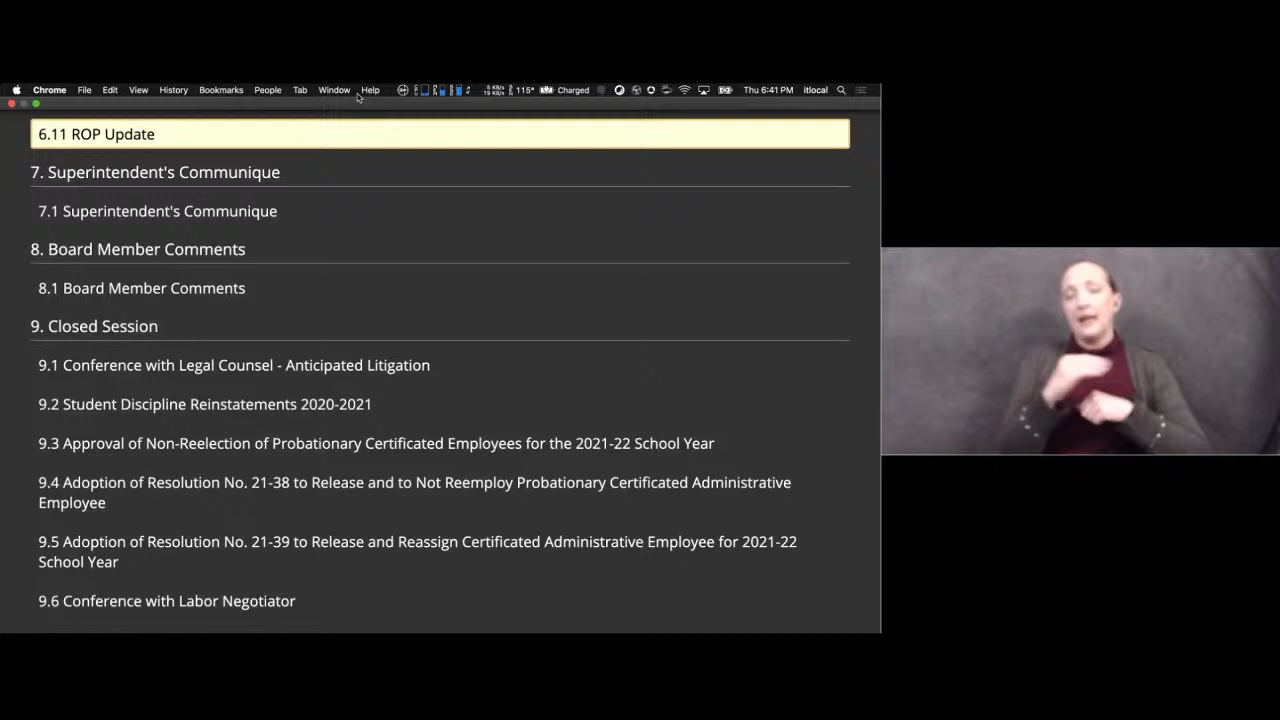 Chrome File Edit View History Bookmarks People Tab Window Help 115° Charged Thu 6:41 PM itlocal
6.11 ROP Update
7. Superintendent's Communique
7.1 Superintendent's Communique
8. Board Member Comments
8.1 Board Member Comments
9. Closed Session
9.1 Conference with Legal Counsel - Anticipated Litigation
9.2 Student Discipline Reinstatements 2020-2021
9.3 Approval of Non-Reelection of Probationary Certificated Employees for the 2021-22 School Year
9.4 Adoption of Resolution No. 21-38 to Release and to Not Reemploy Probationary Certificated Administrative
Employee
9.5 Adoption of Resolution No. 21-39 to Release and Reassign Certificated Administrative Employee for 2021-22
School Year
9.6 Conference with Labor Negotiator